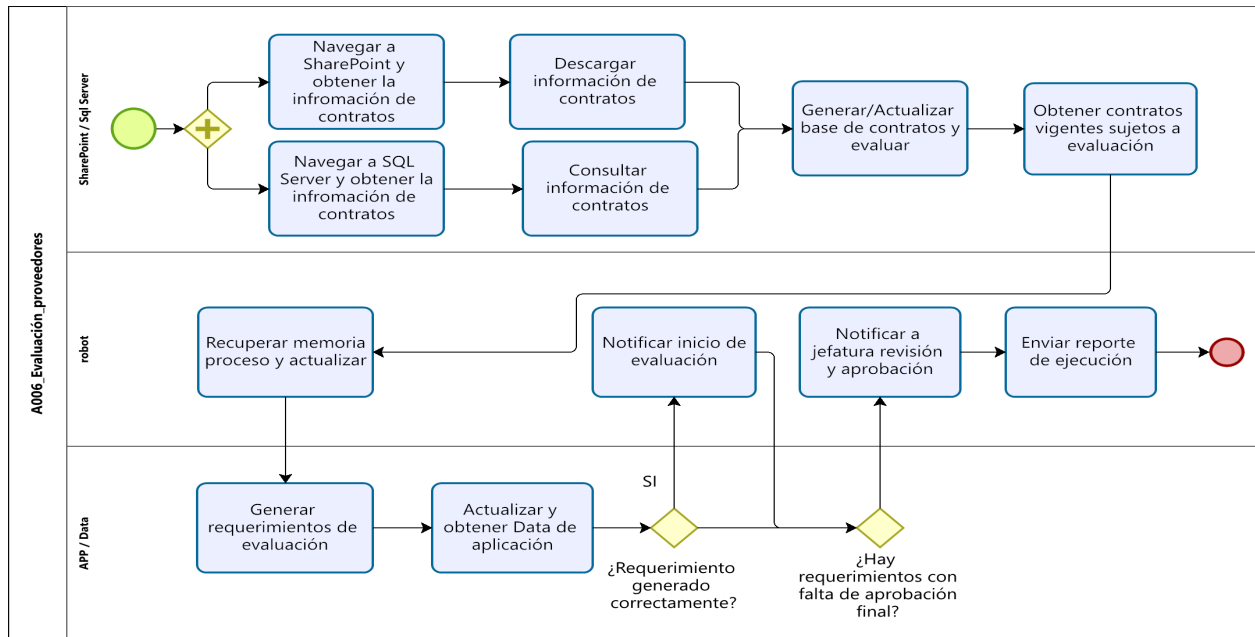 A006_Evaluación_proveedores
SharePoint / Sql Server
Navegar a
SharePoint y
obtener la
infromación de
contratos
Descargar
información de
contratos
Navegar a SQL
Server y obtener la
infromación de
contratos
Consultar
información de
contratos
Generar/Actualizar
base de contratos y
evaluar
Obtener contratos
vigentes sujetos a
evaluación
robot
Recuperar memoria
proceso y actualizar
Notificar inicio de
evaluación
Notificar a
jefatura revisión
y aprobación
Enviar reporte
de ejecución
APP / Data
Generar
requerimientos de
evaluación
Actualizar y
obtener Data de
aplicación
SI
¿Requerimiento
generado
correctamente?
¿Hay
requerimientos con
falta de aprobación
final?